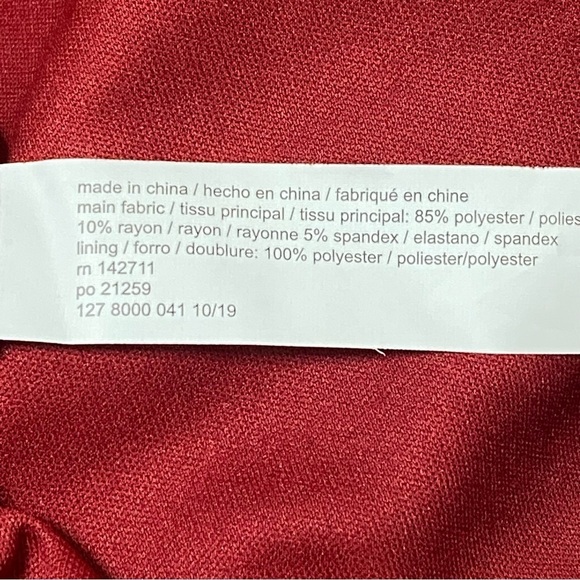 made in china / hecho en china / fabriqué en chine
main fabric / tissu principal / tissu principal: 85% polyester / polies
10% rayon / rayon / rayonne 5% spandex / elastano / spandex
lining / forro / doublure: 100% polyester / poliester/polyester
rn 142711
po 21259
127 8000 041 10/19